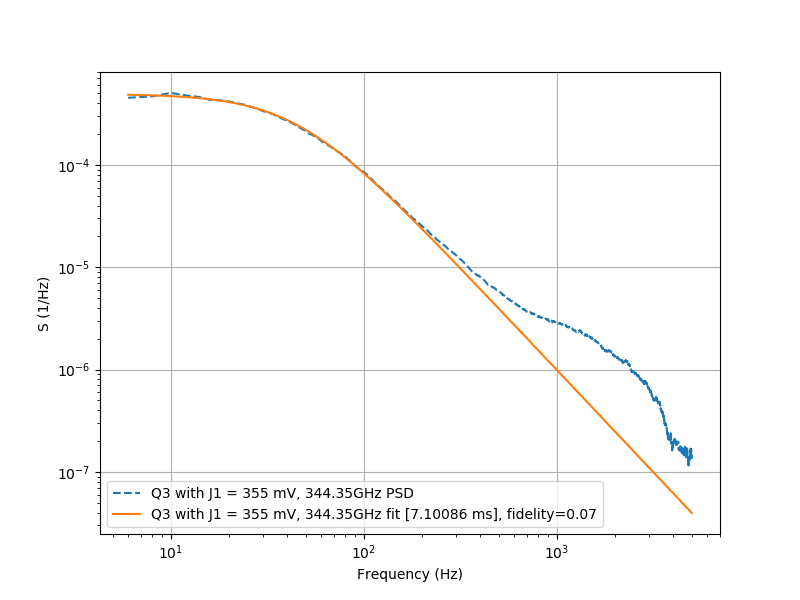 10⁻⁴
10⁻⁵
10⁻⁶
10⁻⁷
S (1/Hz)
Q3 with J1 = 355 mV, 344.35GHz PSD
Q3 with J1 = 355 mV, 344.35GHz fit [7.10086 ms], fidelity=0.07
10¹ 10² 10³
Frequency (Hz)